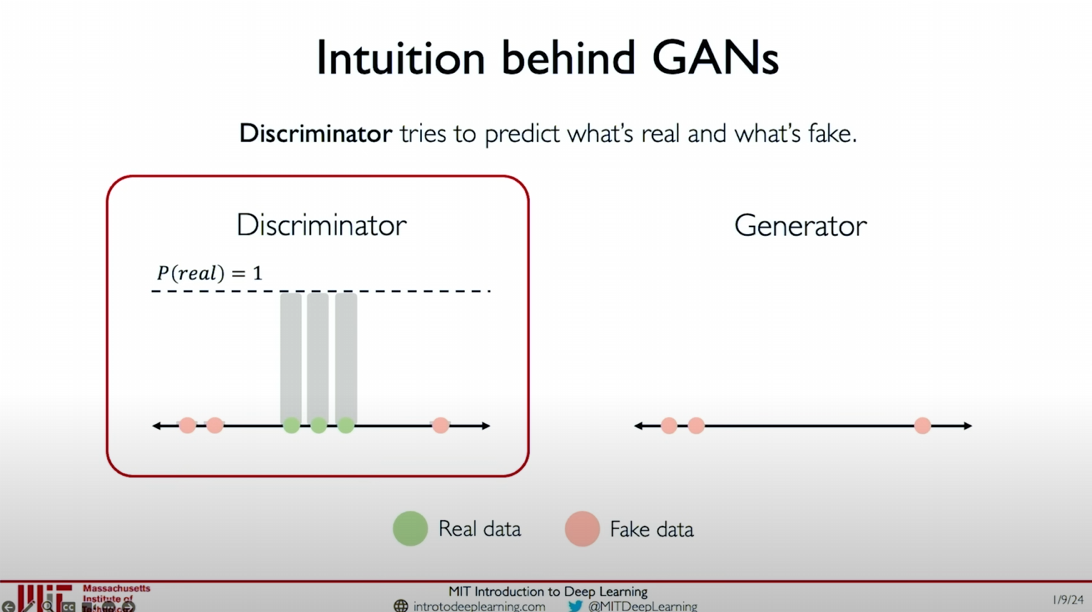 Intuition behind GANs
Discriminator tries to predict what's real and what's fake.
Discriminator
P(real) = 1
Generator
Real data
Fake data
Massachusetts
Institute of
Technology
MIT Introduction to Deep Learning
introtodeeplearning.com @MITDeepLearning
1/9/24